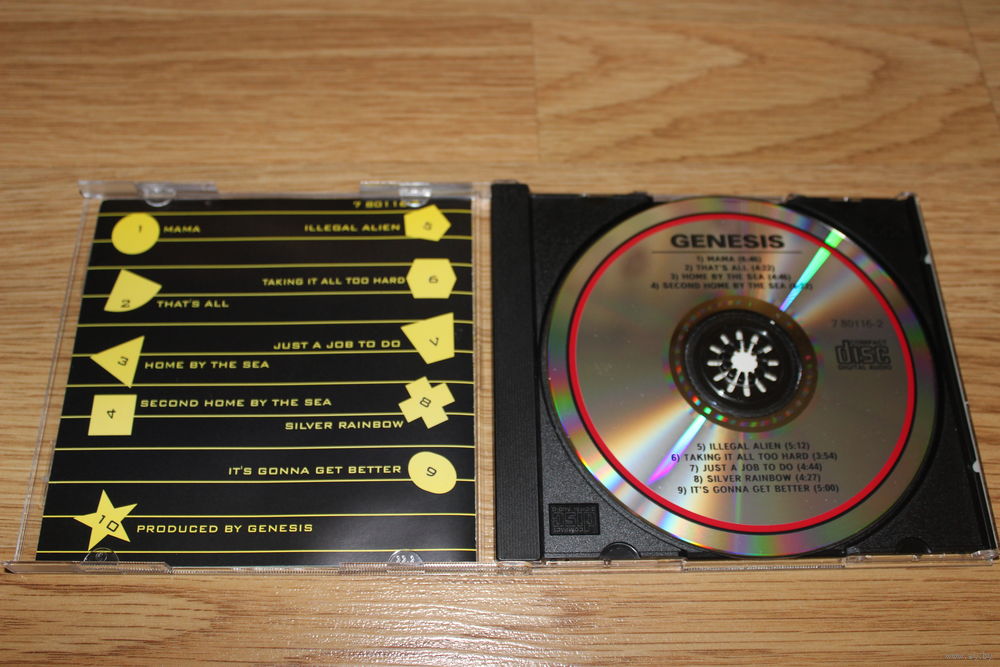 7 80116
1 MAMA
ILLEGAL ALIEN 5
TAKING IT ALL TOO HARD 6
2 THAT'S ALL
JUST A JOB TO DO 7
3 HOME BY THE SEA
4 SECOND HOME BY THE SEA
SILVER RAINBOW 8
IT'S GONNA GET BETTER 9
10 PRODUCED BY GENESIS
GENESIS
1) MAMA (6:46)
2) THAT'S ALL (4:22)
3) HOME BY THE SEA (4:46)
4) SECOND HOME BY THE SEA
7 80116-2
COMPACT
disc
DIGITAL AUDIO
5) ILLEGAL ALIEN (5:12)
6) TAKING IT ALL TOO HARD (3:54)
7) JUST A JOB TO DO (4:44)
8) SILVER RAINBOW (4:27)
9) IT'S GONNA GET BETTER (5:00)